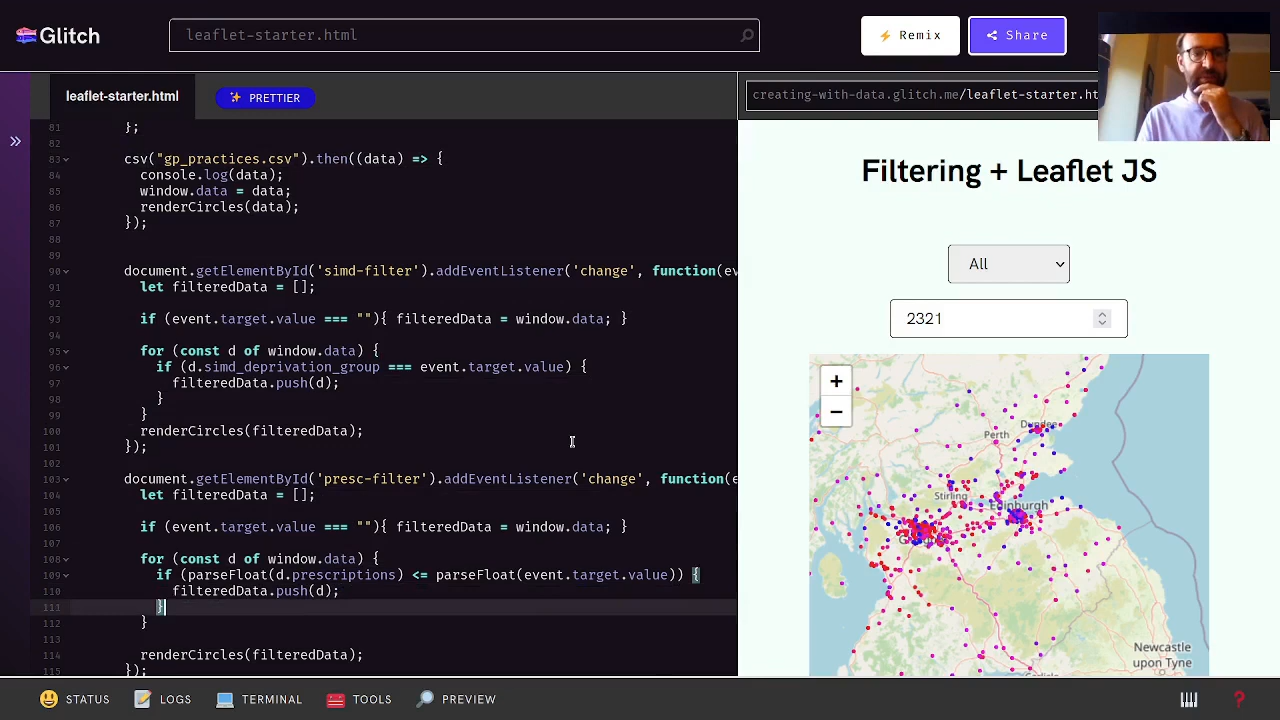 Glitch
leaflet-starter.html
Remix
Share
leaflet-starter.html
PRETTIER
creating-with-data.glitch.me/leaflet-starter.ht
81 };
82
83 csv("gp_practices.csv").then((data) => {
84 console.log(data);
85 window.data = data;
86 renderCircles(data);
87 });
88
89
90 document.getElementById('simd-filter').addEventListener('change', function(ev
91 let filteredData = [];
92
93 if (event.target.value === ""){ filteredData = window.data; }
94
95 for (const d of window.data) {
96 if (d.simd_deprivation_group === event.target.value) {
97 filteredData.push(d);
98 }
99 }
100 renderCircles(filteredData);
101 });
102
103 document.getElementById('presc-filter').addEventListener('change', function(e
104 let filteredData = [];
105
106 if (event.target.value === ""){ filteredData = window.data; }
107
108 for (const d of window.data) {
109 if (parseFloat(d.prescriptions) <= parseFloat(event.target.value)) {
110 filteredData.push(d);
111 }
112 }
113
114 renderCircles(filteredData);
115 });
Filtering + Leaflet JS
All
2321
+
−
Dundee
Perth
Stirling
Edinburgh
Newcastle
upon Tyne
STATUS
LOGS
TERMINAL
TOOLS
PREVIEW
?